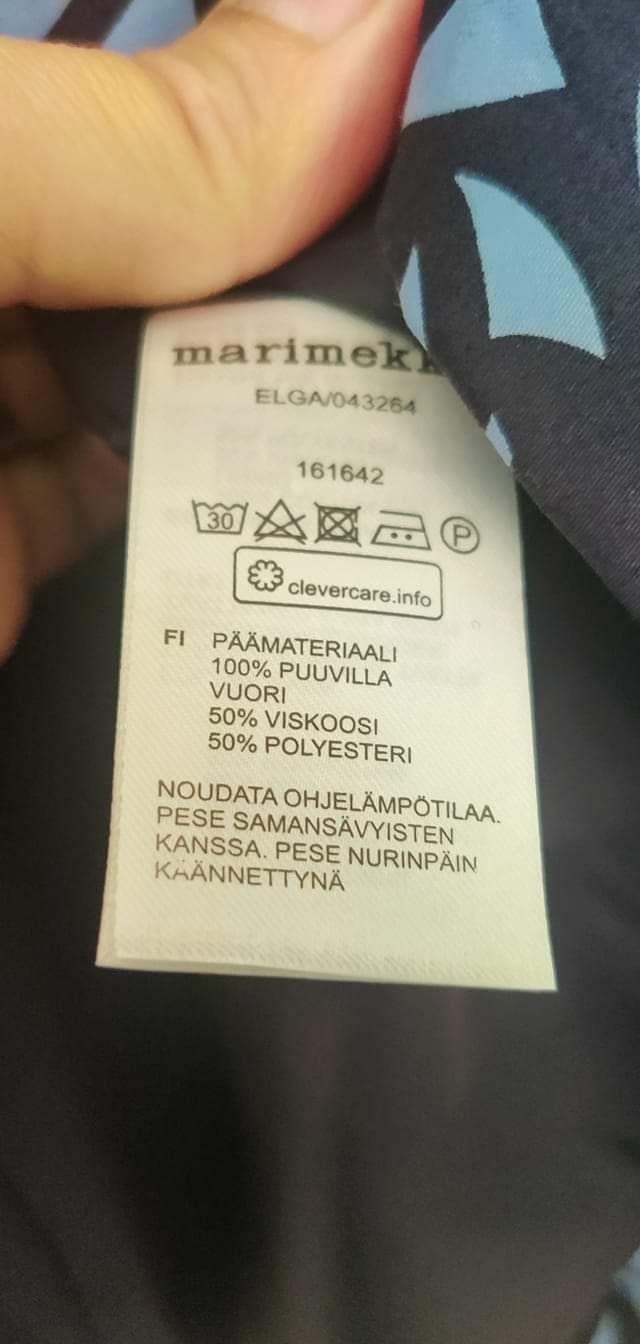 marimekk
ELGA/043264
161642
30 P
clevercare.info
FI PÄÄMATERIAALI
100% PUUVILLA
VUORI
50% VISKOOSI
50% POLYESTERI
NOUDATA OHJELÄMPÖTILAA.
PESE SAMANSÄVYISTEN
KANSSA. PESE NURINPÄIN
KÄÄNNETTYNÄ